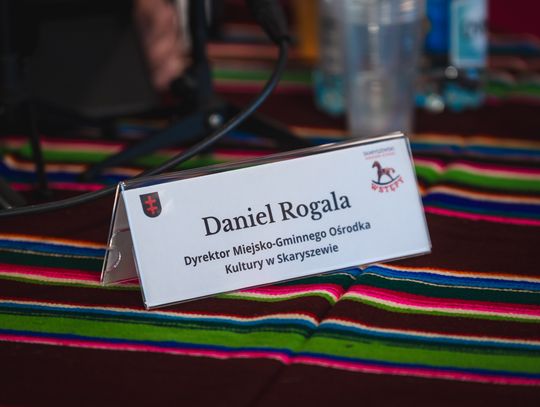 WSTĘPY
Daniel Rogala
Dyrektor Miejsko-Gminnego Ośrodka
Kultury w Skaryszewie